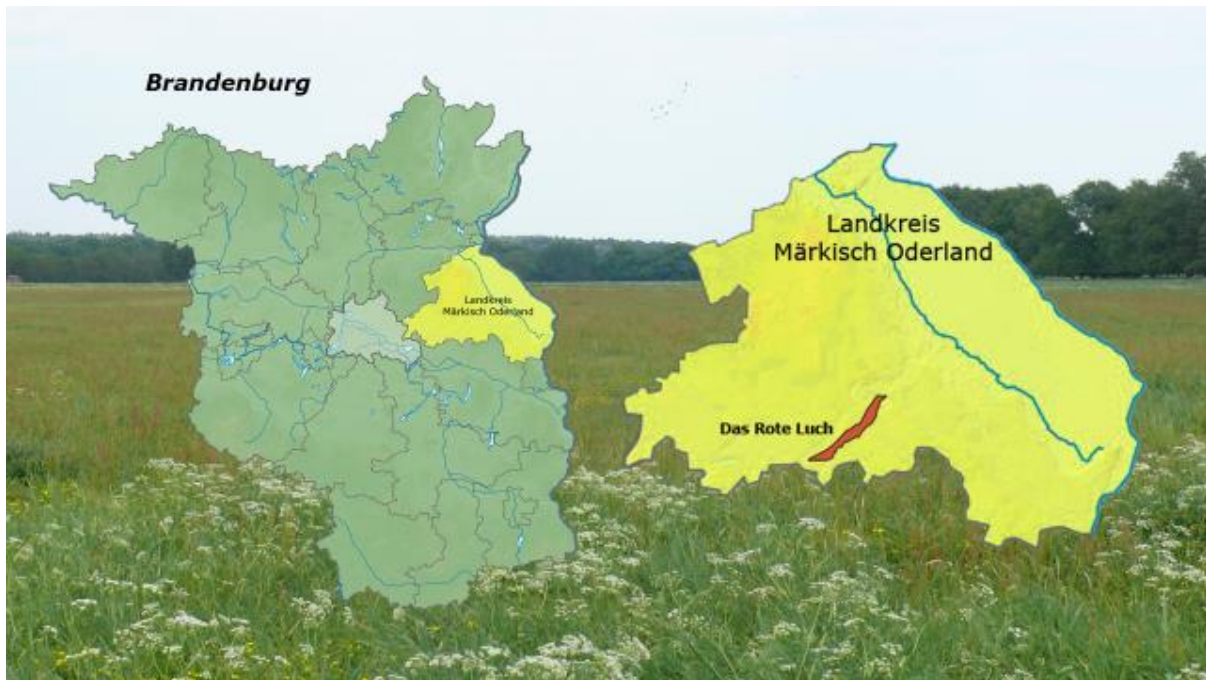 Brandenburg
Landkreis
Märkisch Oderland
Landkreis
Märkisch Oderland
Das Rote Luch